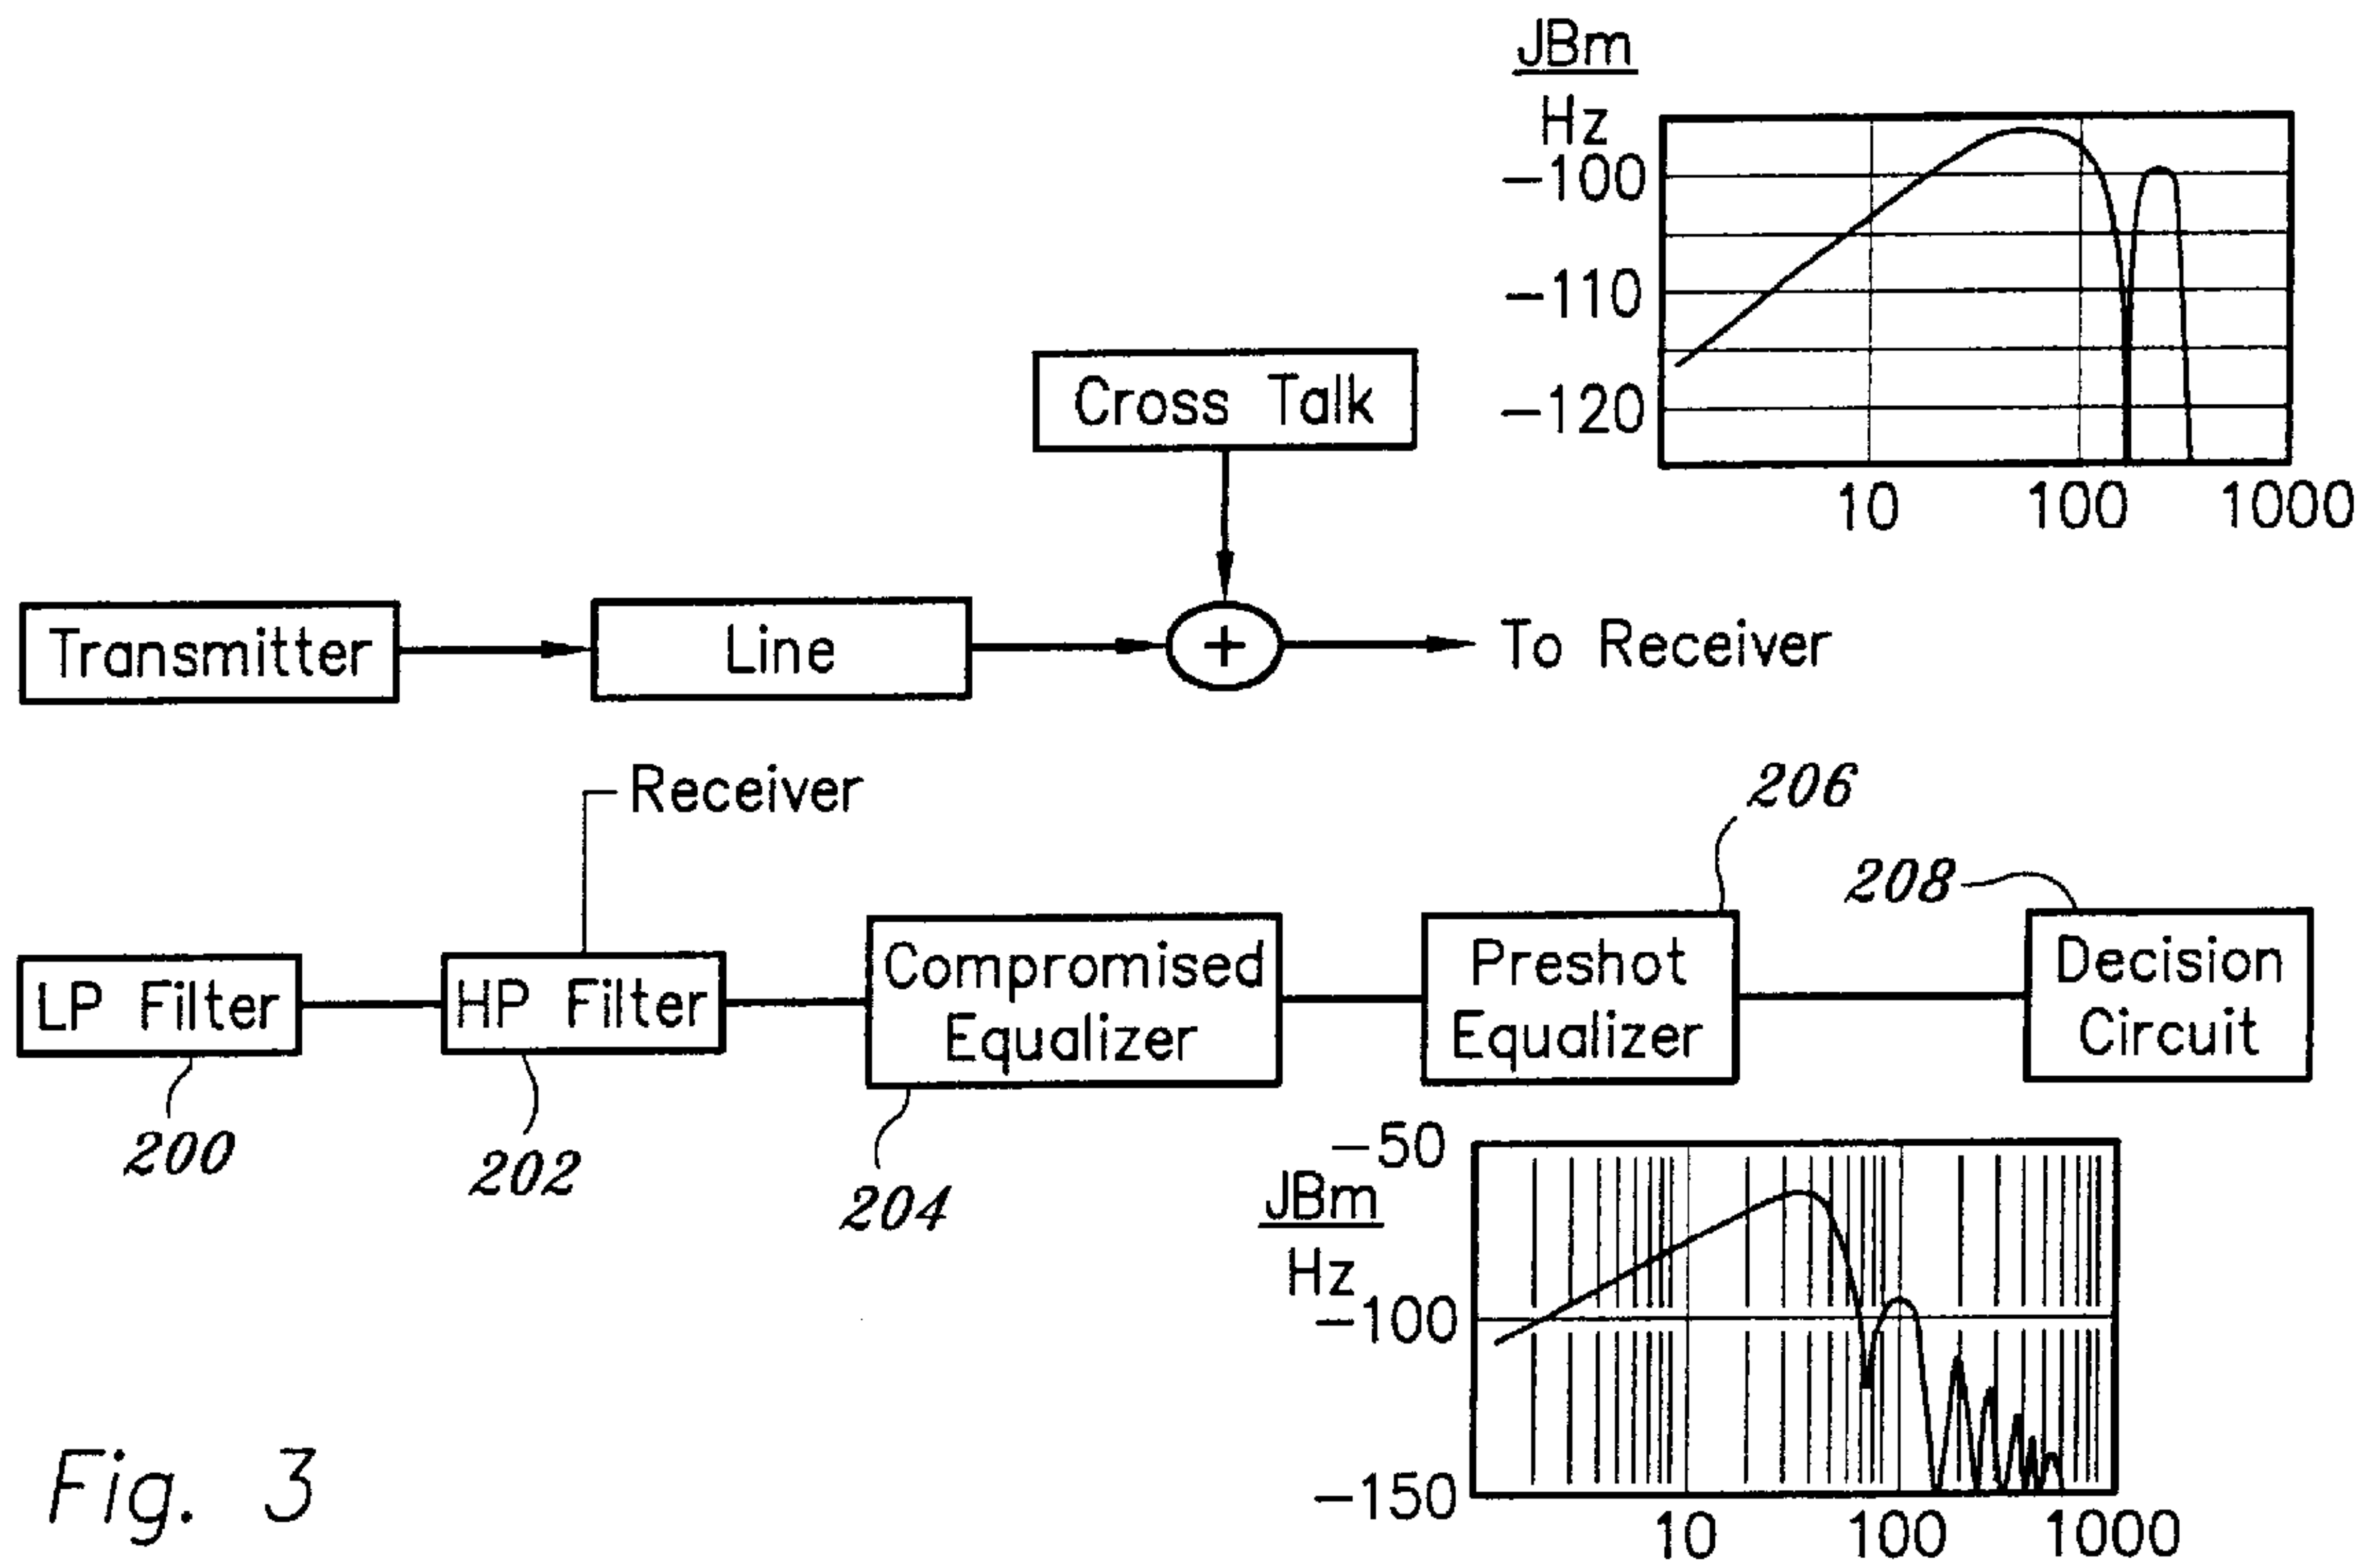 JBm
Hz
-100
-110
-120
10 100 1000
Cross Talk
Transmitter
Line
+
To Receiver
Receiver
206
208
LP Filter
HP Filter
Compromised
Equalizer
Preshot
Equalizer
Decision
Circuit
200
202
204
-50
JBm
Hz
-100
-150
10 100 1000
Fig. 3